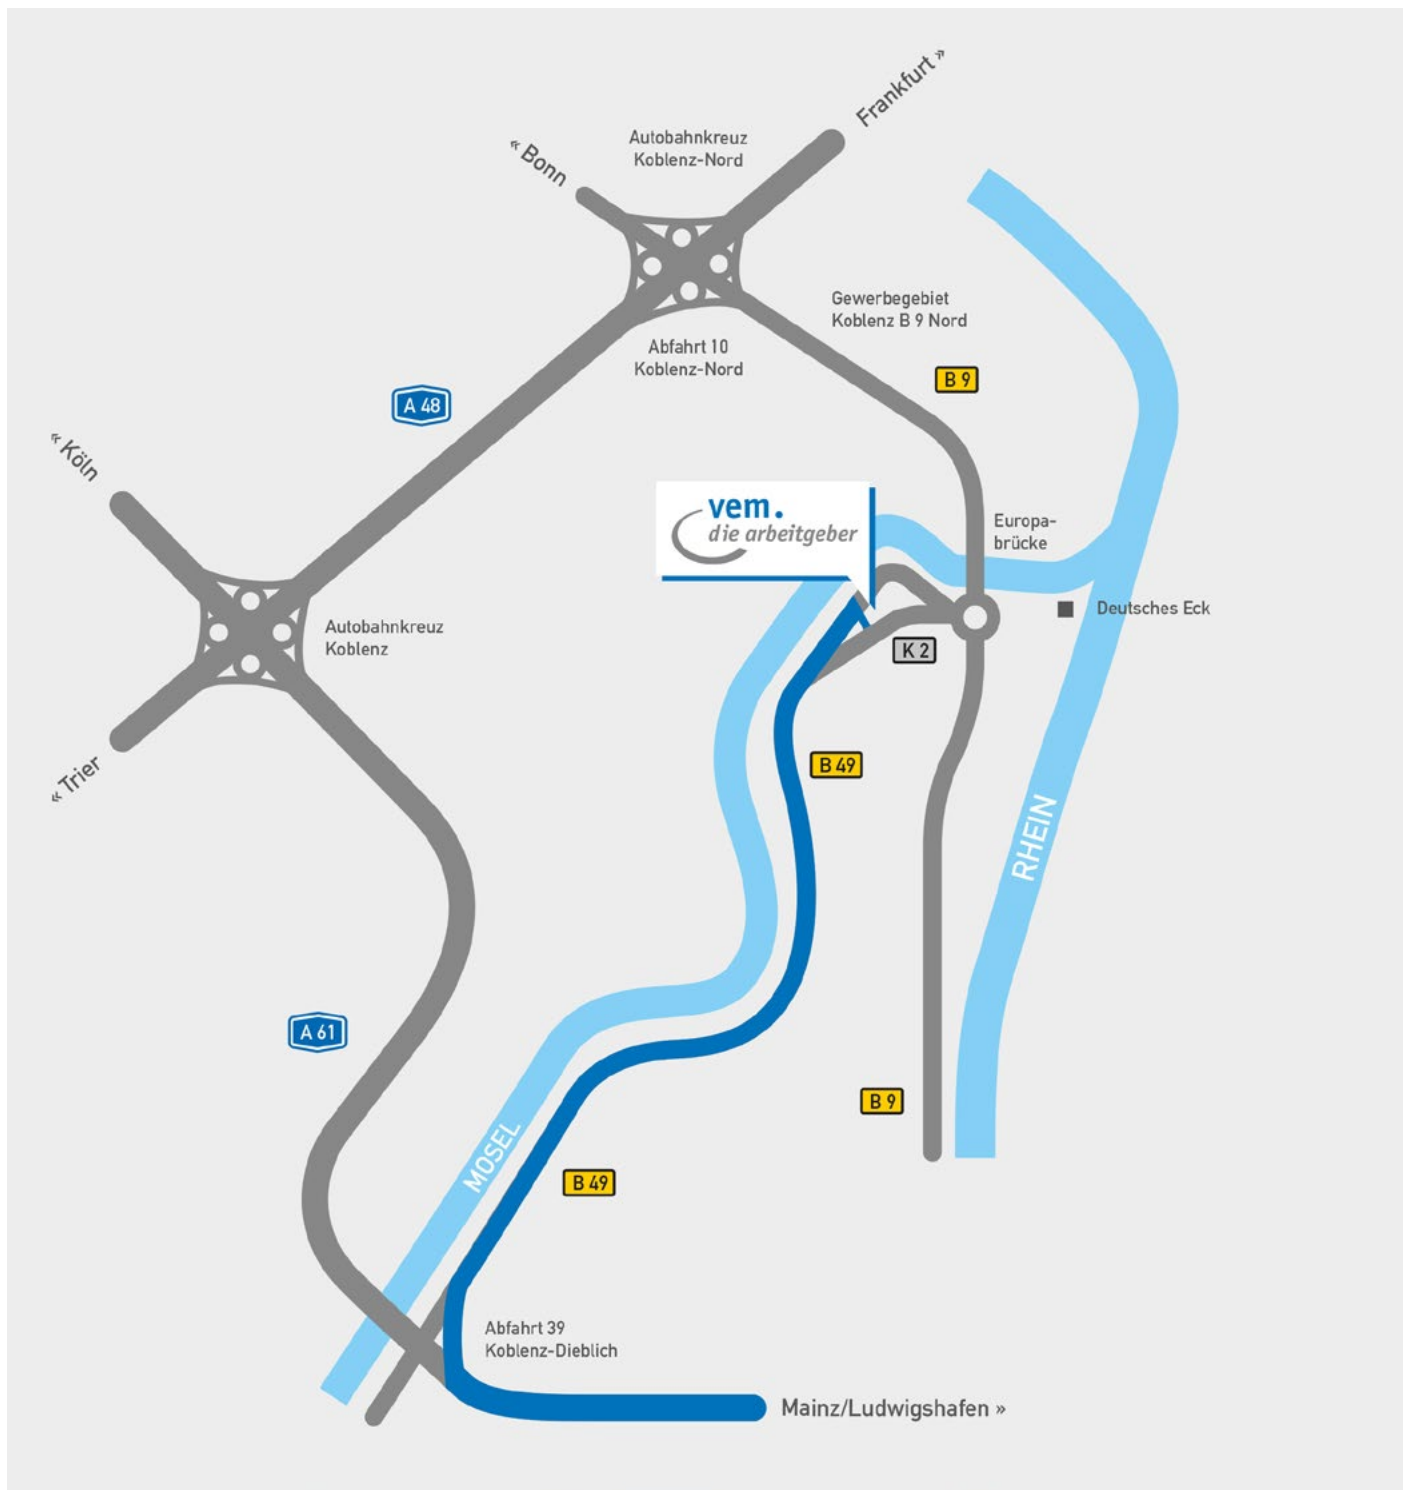 Frankfurt »
« Bonn
Autobahnkreuz
Koblenz-Nord
Gewerbegebiet
Koblenz B 9 Nord
Abfahrt 10
Koblenz-Nord
B 9
A 48
« Köln
vem.
die arbeitgeber
Europa-
brücke
Deutsches Eck
Autobahnkreuz
Koblenz
K 2
« Trier
B 49
RHEIN
A 61
B 9
MOSEL
B 49
Abfahrt 39
Koblenz-Dieblich
Mainz/Ludwigshafen »